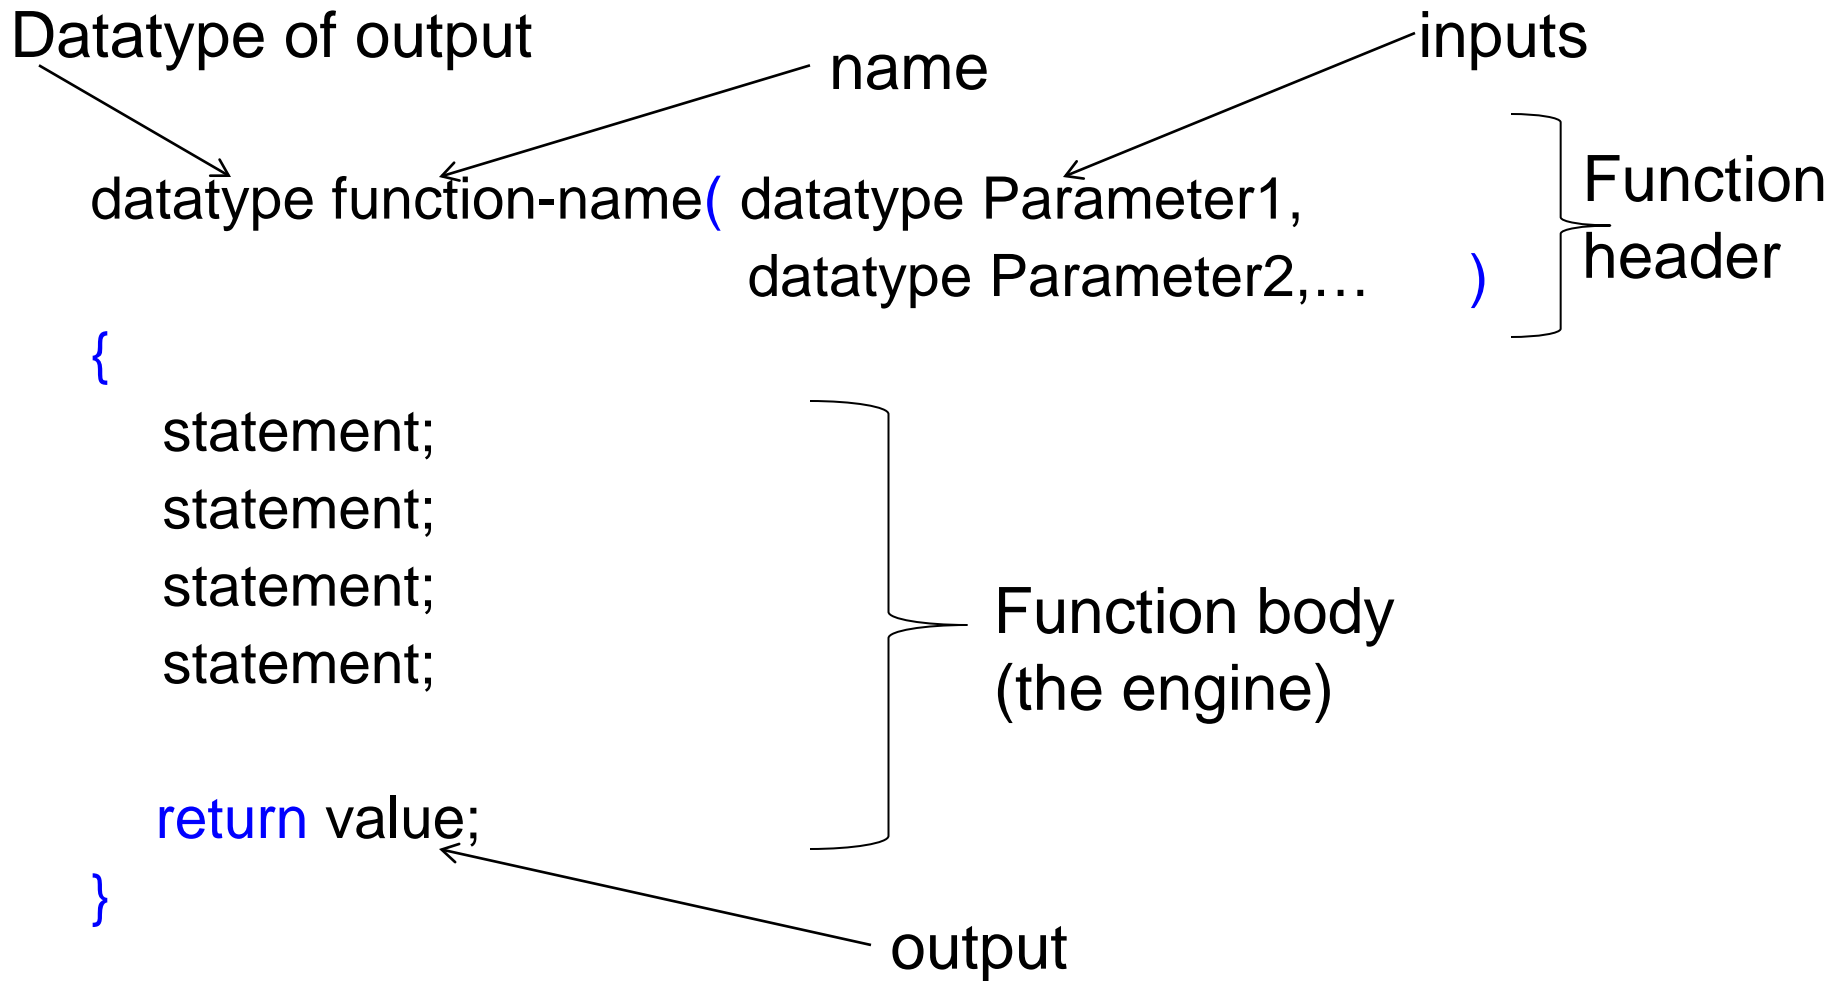 Datatype of output
name
inputs
datatype function-name( datatype Parameter1,
datatype Parameter2,… )
Function
header
{
statement;
statement;
statement;
statement;
Function body
(the engine)
return value;
}
output